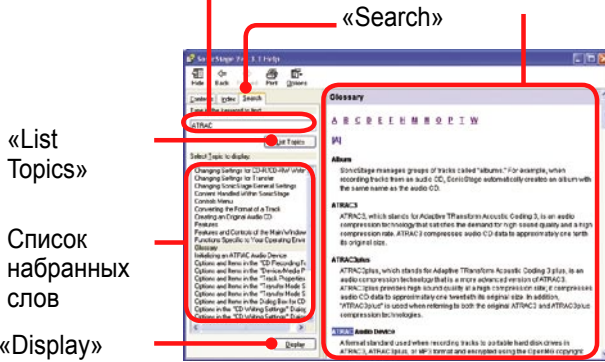 «Search»
SonicStage Help
Hide Back Print Options
Contents Index Search
ATRAC
List Topics
Select Topic to display:
Changing Settings for CD-R/CD-RW Write
Changing Settings for Transfer
Changing SonicStage General Settings
Content Handled Within SonicStage
Controls Menu
Converting the Format of a Track
Creating an Original Audio CD
Features
Features and Controls of the Main Window
Functions Specific to Your Operating Envir
Glossary
Initializing an ATRAC Audio Device
Options and Items in the "CD Recording Fo
Options and Items in the "Device/Media P
Options and Items in the "Track Properties
Options and Items in the "Transfer Mode S
Options and Items in the "Transfer Mode S
Options and Items in the Dialog Box for CD
Options and Items in the "CD Writing Settings"
Options in the "CD Writing Settings" Dialog
Display
Glossary
A B C D E F H M N O P T W
[A]
Album
SonicStage manages groups of tracks called "albums." For example, when
recording tracks from an audio CD, SonicStage automatically creates an album with
the same name as the audio CD.
ATRAC3
ATRAC3, which stands for Adaptive TRansform Acoustic Coding 3, is an audio
compression technology that satisfies the demand for high sound quality and a high
compression rate. ATRAC3 compresses audio CD data to approximately one tenth
its original size.
ATRAC3plus
ATRAC3plus, which stands for Adaptive TRansform Acoustic Coding 3 plus, is an
audio compression technology that is a more advanced version of ATRAC3.
ATRAC3plus provides high sound quality at a high compression rate; it compresses
audio CD data to approximately one twentieth its original size. In addition,
"ATRAC3plus" is used when referring to both the original ATRAC3 and ATRAC3plus
compression technologies.
ATRAC Audio Device
A format standard used when recording tracks to portable hard disk drives in
ATRAC3, ATRAC3plus, or MP3 format and encrypted using the OpenMG copyright
«List
Topics»
Список
набранных
слов
«Display»